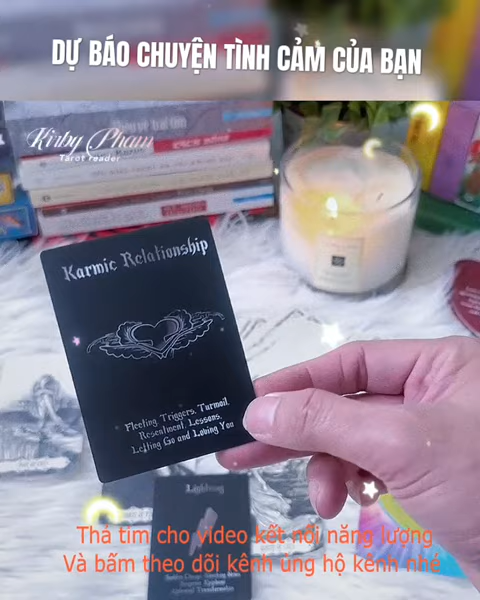 DỰ BÁO CHUYỆN TÌNH CẢM CỦA BẠN
Kirby Pham
Tarot reader
Karmic Relationship
Fleeting, Triggers, Turmoil,
Resentment, Lessons,
Letting Go and Loving You
Lightning
Thả tim cho video kết nối năng lượng
Và bấm theo dõi kênh ủng hộ kênh nhé